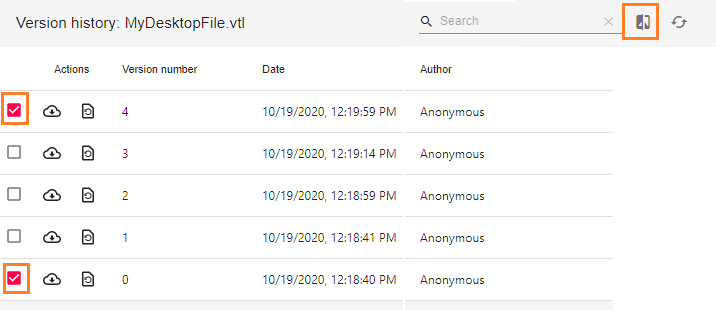 Version history: MyDesktopFile.vtl
Search
Actions Version number Date Author
4 10/19/2020, 12:19:59 PM Anonymous
3 10/19/2020, 12:19:14 PM Anonymous
2 10/19/2020, 12:18:59 PM Anonymous
1 10/19/2020, 12:18:41 PM Anonymous
0 10/19/2020, 12:18:40 PM Anonymous